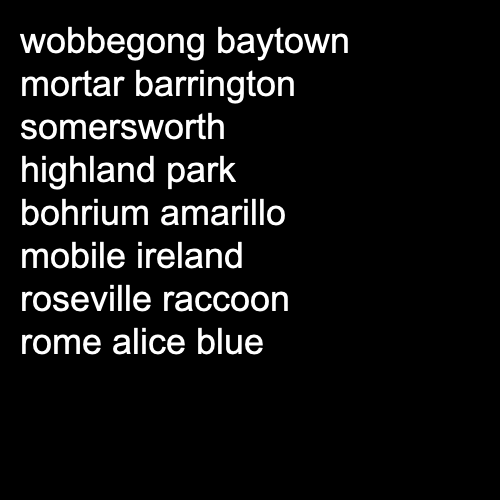 wobbegong baytown
mortar barrington
somersworth
highland park
bohrium amarillo
mobile ireland
roseville raccoon
rome alice blue